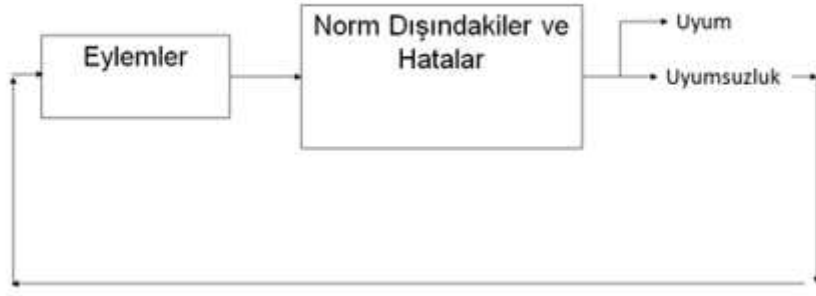 Eylemler
Norm Dışındakiler ve
Hatalar
Uyum
Uyumsuzluk